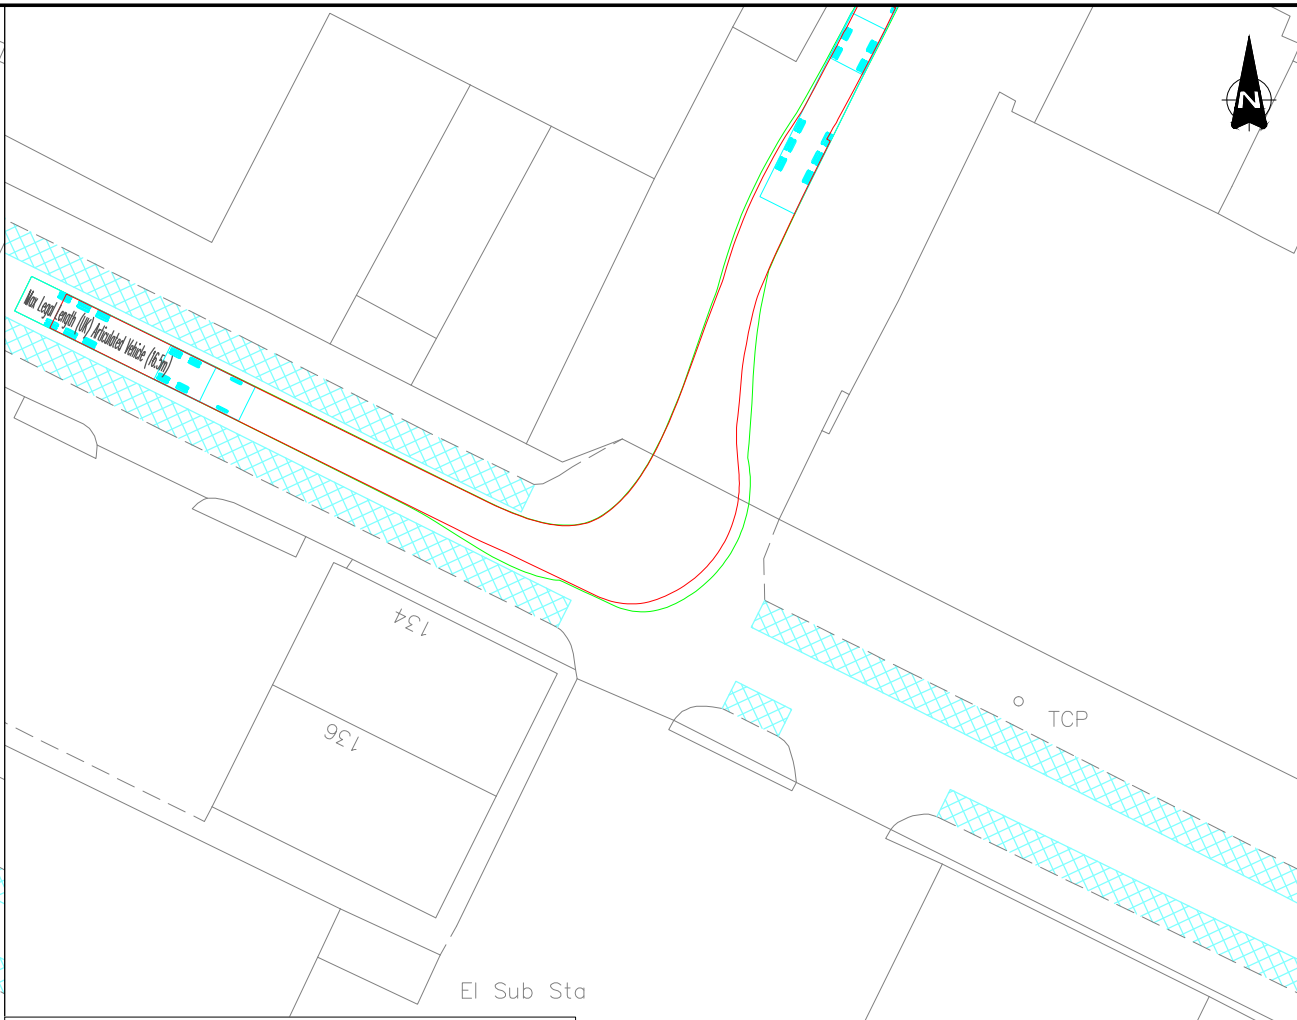 N
Max Legal Length (UK) Articulated Vehicle (16.5m)
134
136
TCP
El Sub Sta